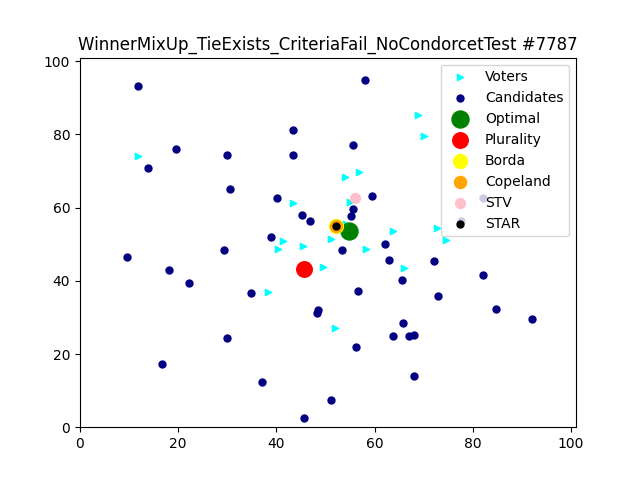 WinnerMixUp_TieExists_CriteriaFail_NoCondorcetTest #7787
100
80
60
40
20
0
0
20
40
60
80
100
Voters
Candidates
Optimal
Plurality
Borda
Copeland
STV
STAR